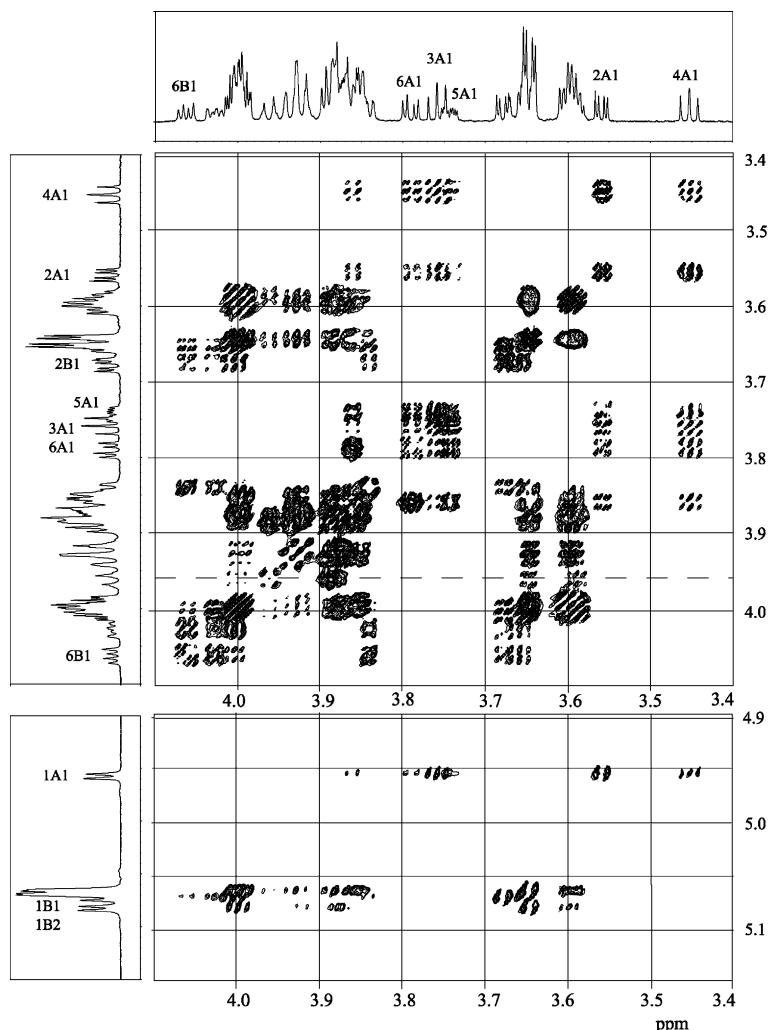 3A1
6B1 6A1 5A1 2A1 4A1
3.4
4A1
3.5
2A1
3.6
2B1
3.7
5A1
3A1
6A1
3.8
3.9
4.0
6B1
4.0 3.9 3.8 3.7 3.6 3.5 3.4
4.9
1A1
5.0
1B1
1B2
5.1
4.0 3.9 3.8 3.7 3.6 3.5 3.4
ppm